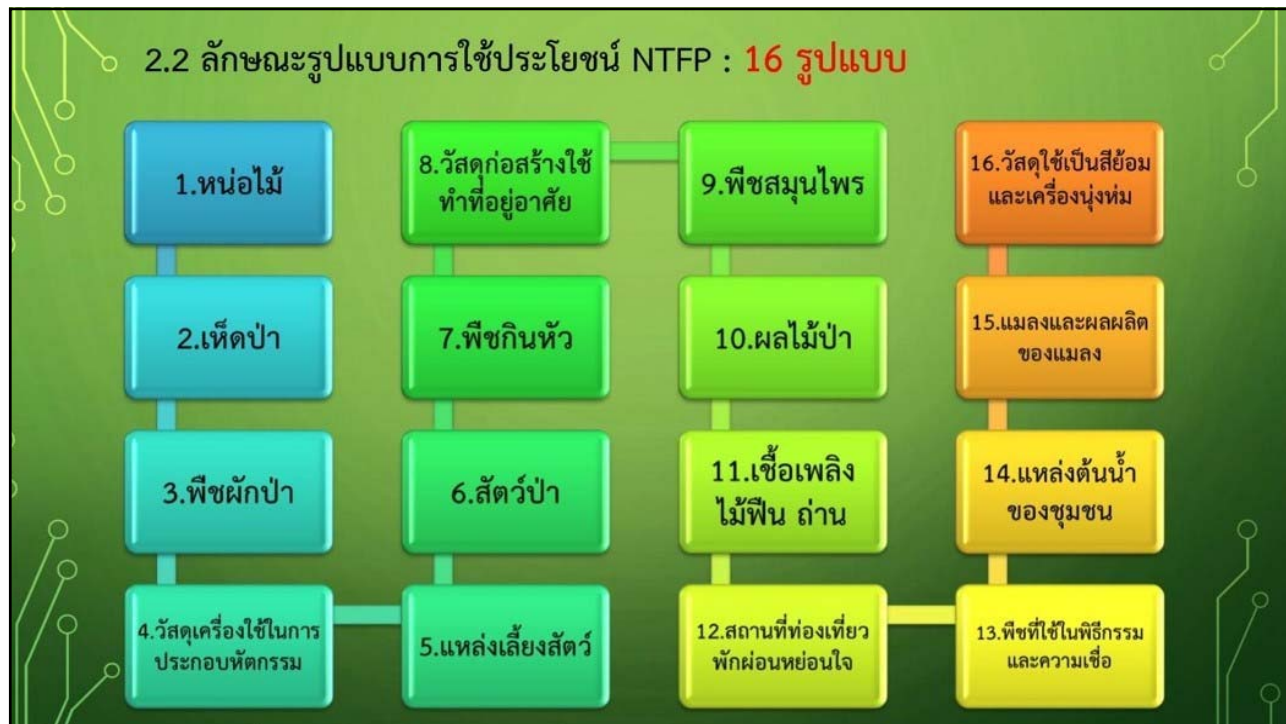 2.2 ลักษณะรูปแบบการใช้ประโยชน์ NTFP : 16 รูปแบบ
1.หน่อไม้
2.เห็ดป่า
3.พืชผักป่า
4.วัสดุเครื่องใช้ในการ
ประกอบหัตกรรม
5.แหล่งเลี้ยงสัตว์
6.สัตว์ป่า
7.พืชกินหัว
8.วัสดุก่อสร้างใช้
ทำที่อยู่อาศัย
9.พืชสมุนไพร
10.ผลไม้ป่า
11.เชื้อเพลิง
ไม้ฟืน ถ่าน
12.สถานที่ท่องเที่ยว
พักผ่อนหย่อนใจ
13.พืชที่ใช้ในพิธีกรรม
และความเชื่อ
14.แหล่งต้นน้ำ
ของชุมชน
15.แมลงและผลผลิต
ของแมลง
16.วัสดุใช้เป็นสีย้อม
และเครื่องนุ่งห่ม